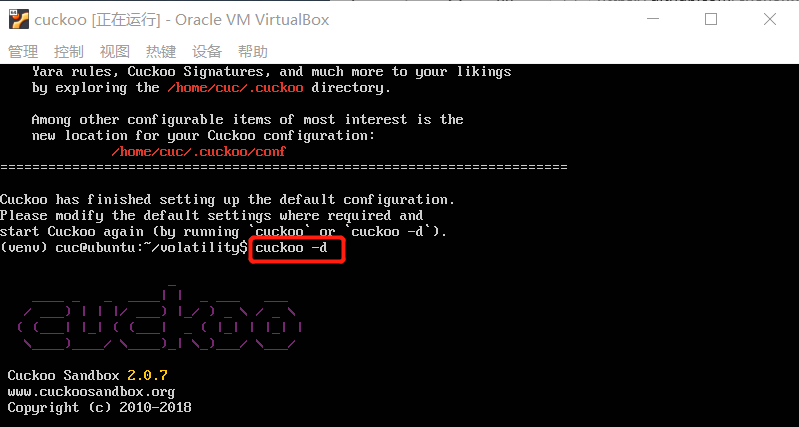 cuckoo [正在运行] - Oracle VM VirtualBox
管理 控制 视图 热键 设备 帮助
Yara rules, Cuckoo Signatures, and much more to your likings
by exploring the /home/cuc/.cuckoo directory.
Among other configurable items of most interest is the
new location for your Cuckoo configuration:
/home/cuc/.cuckoo/conf
=======================================================================
Cuckoo has finished setting up the default configuration.
Please modify the default settings where required and
start Cuckoo again (by running `cuckoo` or `cuckoo -d`).
(venv) cuc@ubuntu:~/volatility$ cuckoo -d
cuckoo
Cuckoo Sandbox 2.0.7
www.cuckoosandbox.org
Copyright (c) 2010-2018